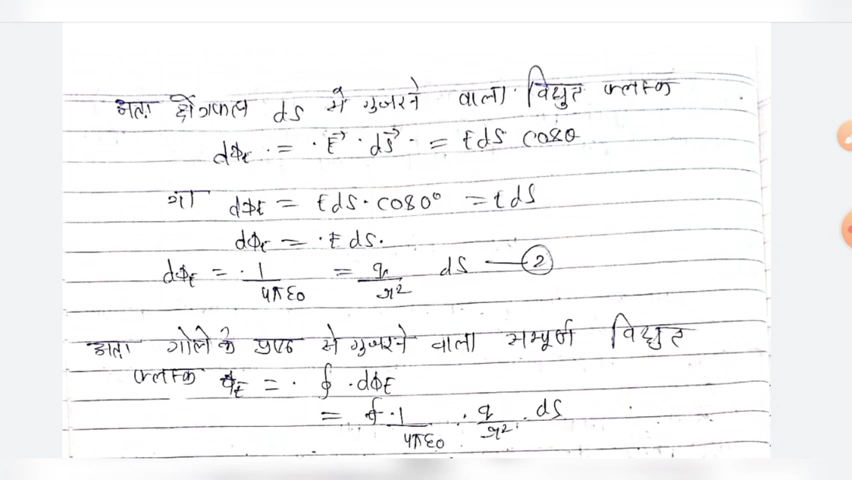 अतः क्षेत्रफल ds से गुजरने वाला विद्युत फ्लक्स
dΦE = E⃗ · dS⃗ = EdS cosθ
या dΦE = EdS · cos0° = EdS
dΦE = EdS.
dΦE = 1/4πε0 = q/r² dS — ②
अतः गोले के पृष्ठ से गुजरने वाला सम्पूर्ण विद्युत
फ्लक्स ΦE = ∮ · dΦE
= ∮ · 1/4πε0 · q/r² · dS